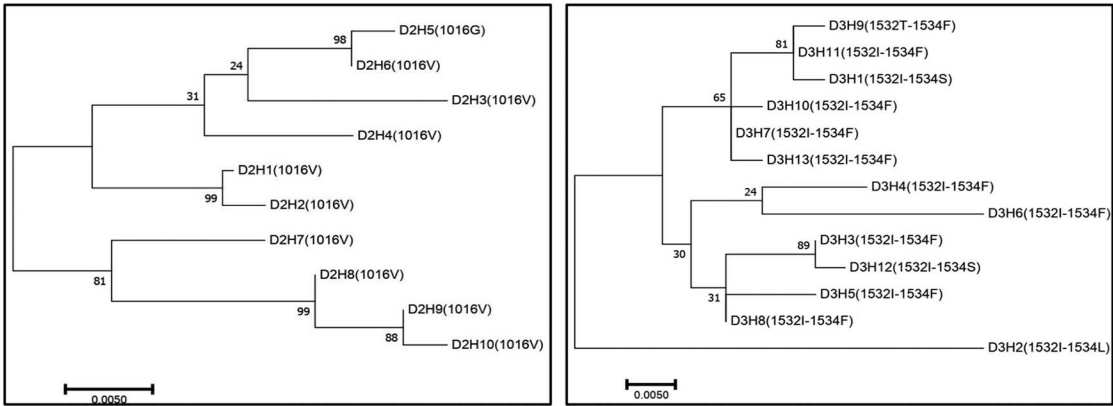 98
D2H5(1016G)
D2H6(1016V)
24
D2H3(1016V)
31
D2H4(1016V)
D2H1(1016V)
99
D2H2(1016V)
D2H7(1016V)
81
D2H8(1016V)
99
D2H9(1016V)
88
D2H10(1016V)
0.0050
D3H9(1532T-1534F)
81
D3H11(1532I-1534F)
D3H1(1532I-1534S)
65
D3H10(1532I-1534F)
D3H7(1532I-1534F)
D3H13(1532I-1534F)
D3H4(1532I-1534F)
24
D3H6(1532I-1534F)
30
D3H3(1532I-1534F)
89
D3H12(1532I-1534S)
D3H5(1532I-1534F)
31
D3H8(1532I-1534F)
D3H2(1532I-1534L)
0.0050